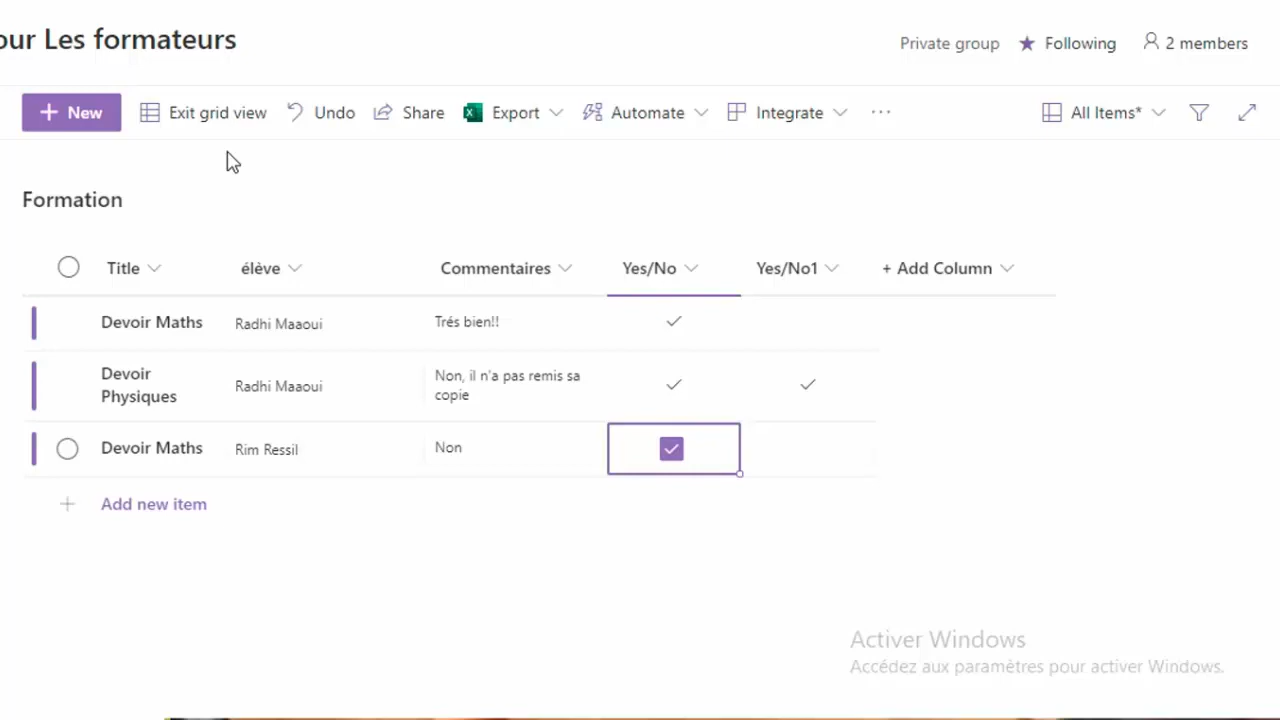 our Les formateurs
Private group Following 2 members
New Exit grid view Undo Share Export Automate Integrate ... All Items*
Formation
Title élève Commentaires Yes/No Yes/No1 + Add Column
Devoir Maths Radhi Maaoui Trés bien!!
Devoir Physiques Radhi Maaoui Non, il n'a pas remis sa copie
Devoir Maths Rim Ressil Non
+ Add new item
Activer Windows
Accédez aux paramètres pour activer Windows.